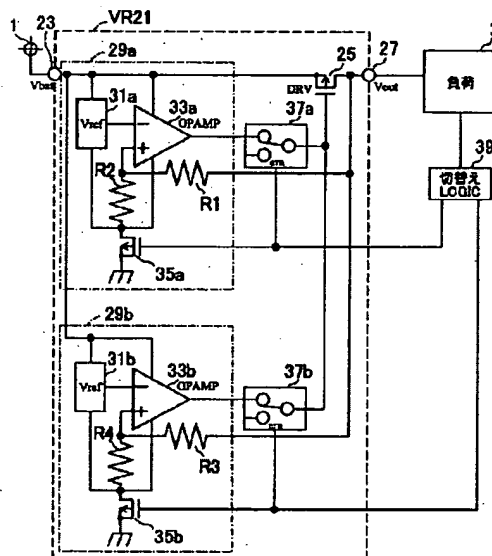 VR21
1
23
29a
25
27
Vbat
DRV
Vout
負荷
31a
33a
37a
Vref
OPAMP
CTR
39
切替え
LOGIC
R2
R1
35a
29b
31b
33b
37b
Vref
OPAMP
R4
R3
35b